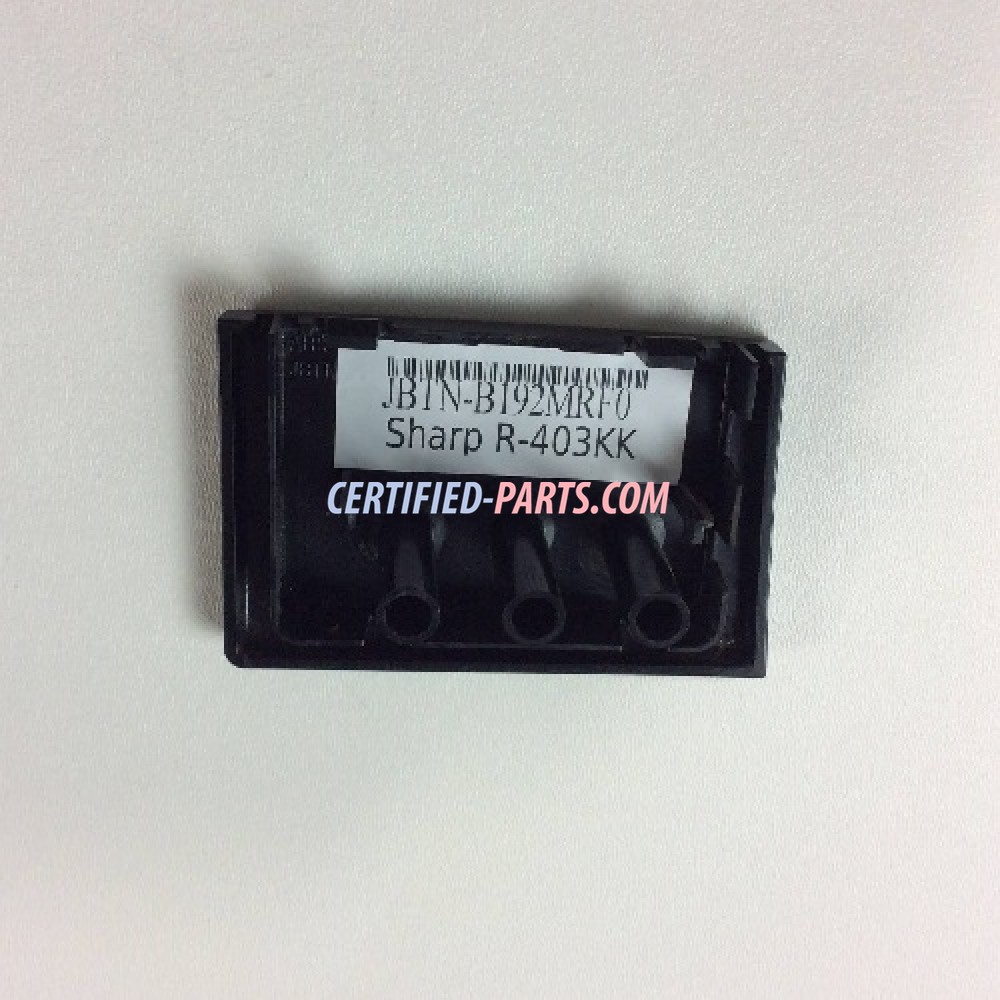 JBTN-B192MRF0
Sharp R-403KK
CERTIFIED-PARTS.COM